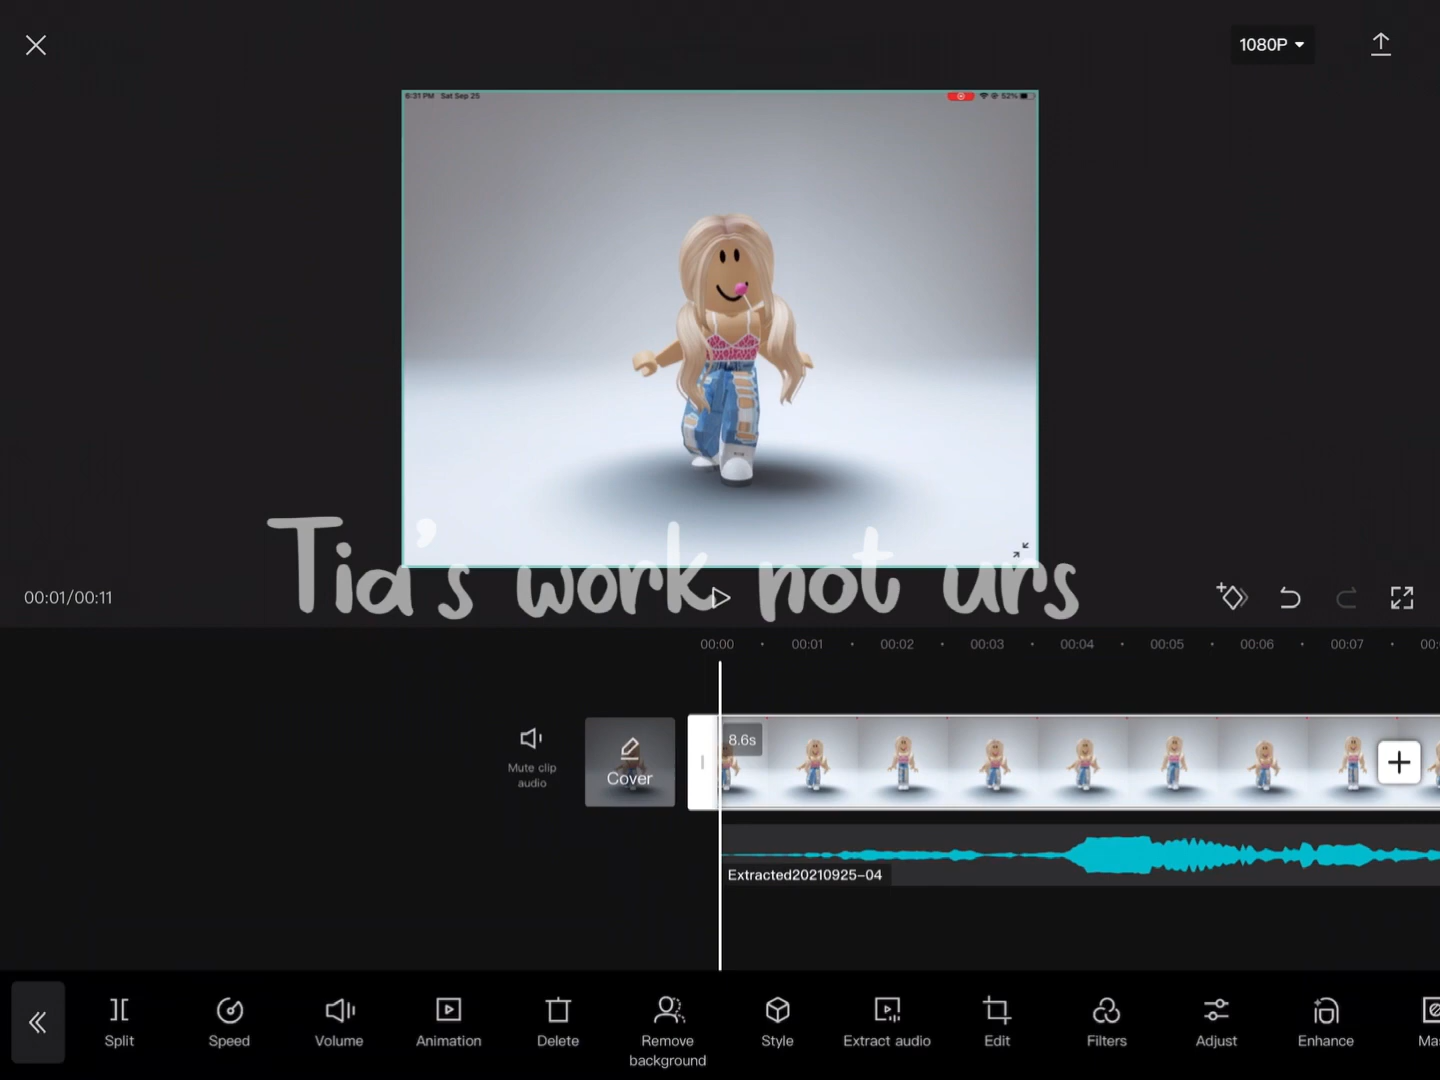 1080P
6:31 PM Sat Sep 25
52%
Tia's work not urs
00:01/00:11
00:00 00:01 00:02 00:03 00:04 00:05 00:06 00:07 00:
8.6s
Mute clip
audio
Cover
Extracted20210925-04
Split
Speed
Volume
Animation
Delete
Remove
background
Style
Extract audio
Edit
Filters
Adjust
Enhance
Ma